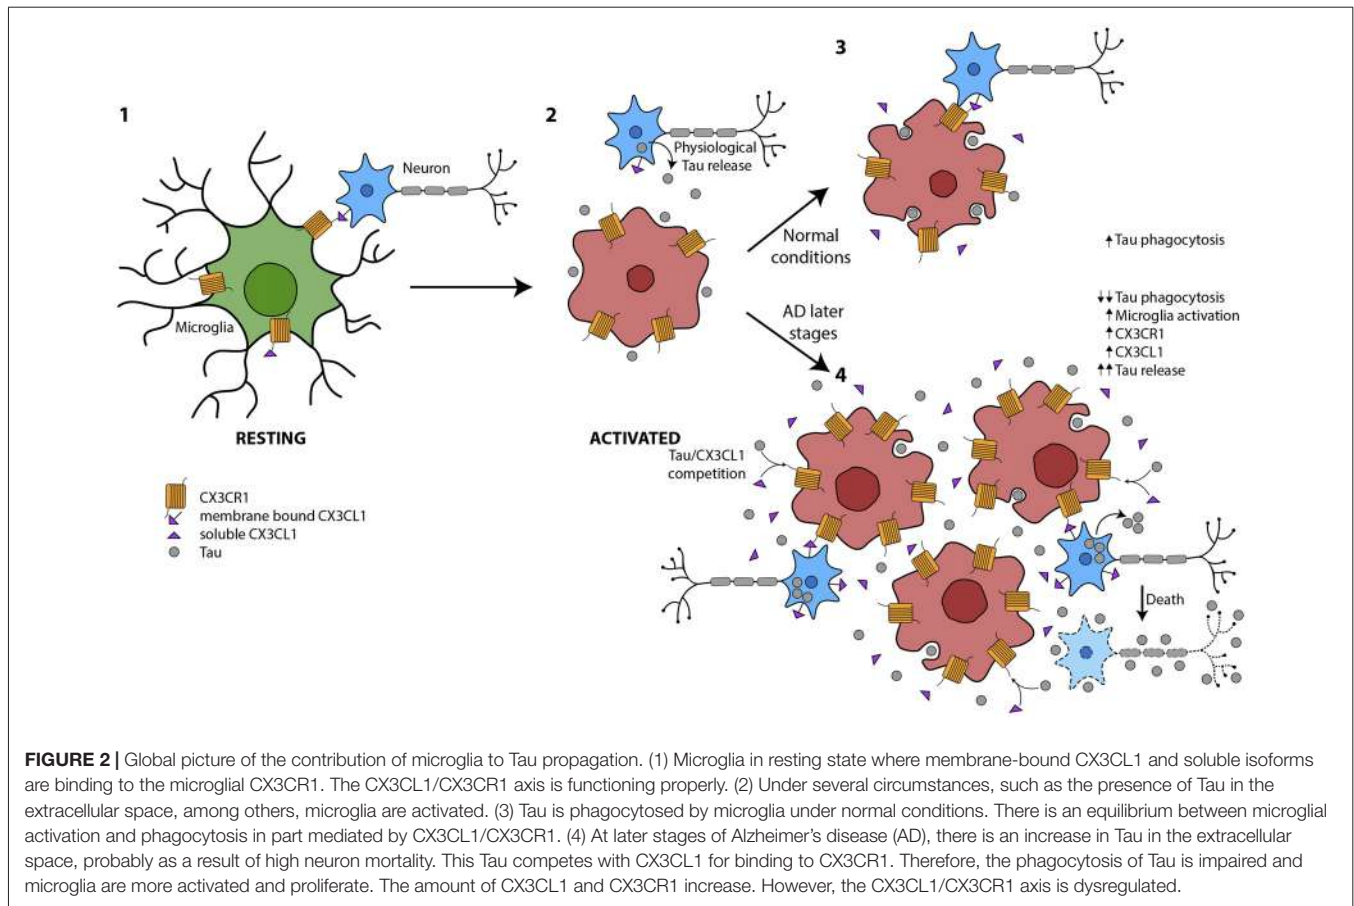 1
Neuron
Microglia
RESTING
CX3CR1
membrane bound CX3CL1
soluble CX3CL1
Tau
2
Physiological
Tau release
ACTIVATED
Normal
conditions
AD later
stages
3
Tau phagocytosis
Tau phagocytosis
Microglia activation
CX3CR1
CX3CL1
Tau release
4
Tau/CX3CL1
competition
Death
FIGURE 2 | Global picture of the contribution of microglia to Tau propagation. (1) Microglia in resting state where membrane-bound CX3CL1 and soluble isoforms
are binding to the microglial CX3CR1. The CX3CL1/CX3CR1 axis is functioning properly. (2) Under several circumstances, such as the presence of Tau in the
extracellular space, among others, microglia are activated. (3) Tau is phagocytosed by microglia under normal conditions. There is an equilibrium between microglial
activation and phagocytosis in part mediated by CX3CL1/CX3CR1. (4) At later stages of Alzheimer's disease (AD), there is an increase in Tau in the extracellular
space, probably as a result of high neuron mortality. This Tau competes with CX3CL1 for binding to CX3CR1. Therefore, the phagocytosis of Tau is impaired and
microglia are more activated and proliferate. The amount of CX3CL1 and CX3CR1 increase. However, the CX3CL1/CX3CR1 axis is dysregulated.